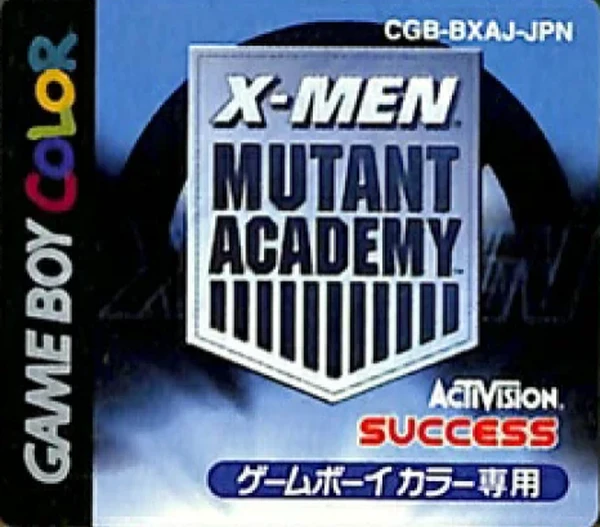 CGB-BXAJ-JPN
GAME BOY COLOR
X-MEN
MUTANT
ACADEMY™
ACTIVISION.
SUCCESS
ゲームボーイカラー専用